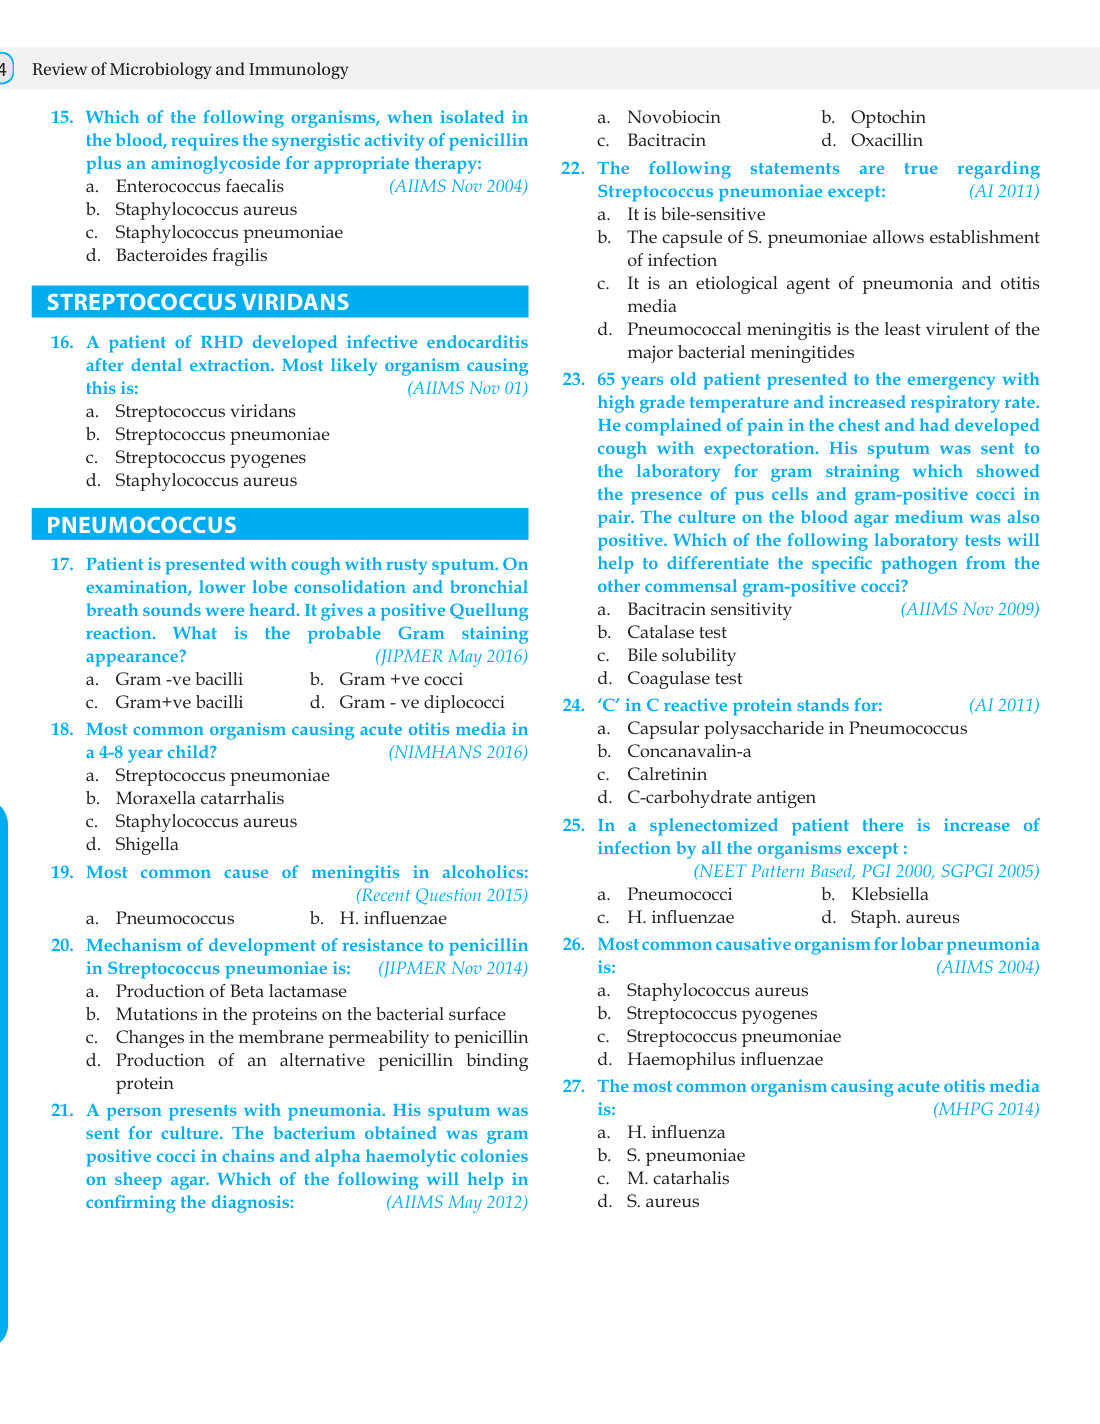 4 Review of Microbiology and Immunology
15. Which of the following organisms, when isolated in
the blood, requires the synergistic activity of penicillin
plus an aminoglycoside for appropriate therapy:
a. Enterococcus faecalis (AIIMS Nov 2004)
b. Staphylococcus aureus
c. Staphylococcus pneumoniae
d. Bacteroides fragilis
STREPTOCOCCUS VIRIDANS
16. A patient of RHD developed infective endocarditis
after dental extraction. Most likely organism causing
this is: (AIIMS Nov 01)
a. Streptococcus viridans
b. Streptococcus pneumoniae
c. Streptococcus pyogenes
d. Staphylococcus aureus
PNEUMOCOCCUS
17. Patient is presented with cough with rusty sputum. On
examination, lower lobe consolidation and bronchial
breath sounds were heard. It gives a positive Quellung
reaction. What is the probable Gram staining
appearance? (JIPMER May 2016)
a. Gram -ve bacilli b. Gram +ve cocci
c. Gram+ve bacilli d. Gram - ve diplococci
18. Most common organism causing acute otitis media in
a 4-8 year child? (NIMHANS 2016)
a. Streptococcus pneumoniae
b. Moraxella catarrhalis
c. Staphylococcus aureus
d. Shigella
19. Most common cause of meningitis in alcoholics:
(Recent Question 2015)
a. Pneumococcus b. H. influenzae
20. Mechanism of development of resistance to penicillin
in Streptococcus pneumoniae is: (JIPMER Nov 2014)
a. Production of Beta lactamase
b. Mutations in the proteins on the bacterial surface
c. Changes in the membrane permeability to penicillin
d. Production of an alternative penicillin binding
protein
21. A person presents with pneumonia. His sputum was
sent for culture. The bacterium obtained was gram
positive cocci in chains and alpha haemolytic colonies
on sheep agar. Which of the following will help in
confirming the diagnosis: (AIIMS May 2012)
a. Novobiocin b. Optochin
c. Bacitracin d. Oxacillin
22. The following statements are true regarding
Streptococcus pneumoniae except: (AI 2011)
a. It is bile-sensitive
b. The capsule of S. pneumoniae allows establishment
of infection
c. It is an etiological agent of pneumonia and otitis
media
d. Pneumococcal meningitis is the least virulent of the
major bacterial meningitides
23. 65 years old patient presented to the emergency with
high grade temperature and increased respiratory rate.
He complained of pain in the chest and had developed
cough with expectoration. His sputum was sent to
the laboratory for gram straining which showed
the presence of pus cells and gram-positive cocci in
pair. The culture on the blood agar medium was also
positive. Which of the following laboratory tests will
help to differentiate the specific pathogen from the
other commensal gram-positive cocci?
a. Bacitracin sensitivity (AIIMS Nov 2009)
b. Catalase test
c. Bile solubility
d. Coagulase test
24. ‘C’ in C reactive protein stands for: (AI 2011)
a. Capsular polysaccharide in Pneumococcus
b. Concanavalin-a
c. Calretinin
d. C-carbohydrate antigen
25. In a splenectomized patient there is increase of
infection by all the organisms except :
(NEET Pattern Based, PGI 2000, SGPGI 2005)
a. Pneumococci b. Klebsiella
c. H. influenzae d. Staph. aureus
26. Most common causative organism for lobar pneumonia
is: (AIIMS 2004)
a. Staphylococcus aureus
b. Streptococcus pyogenes
c. Streptococcus pneumoniae
d. Haemophilus influenzae
27. The most common organism causing acute otitis media
is: (MHPG 2014)
a. H. influenza
b. S. pneumoniae
c. M. catarhalis
d. S. aureus